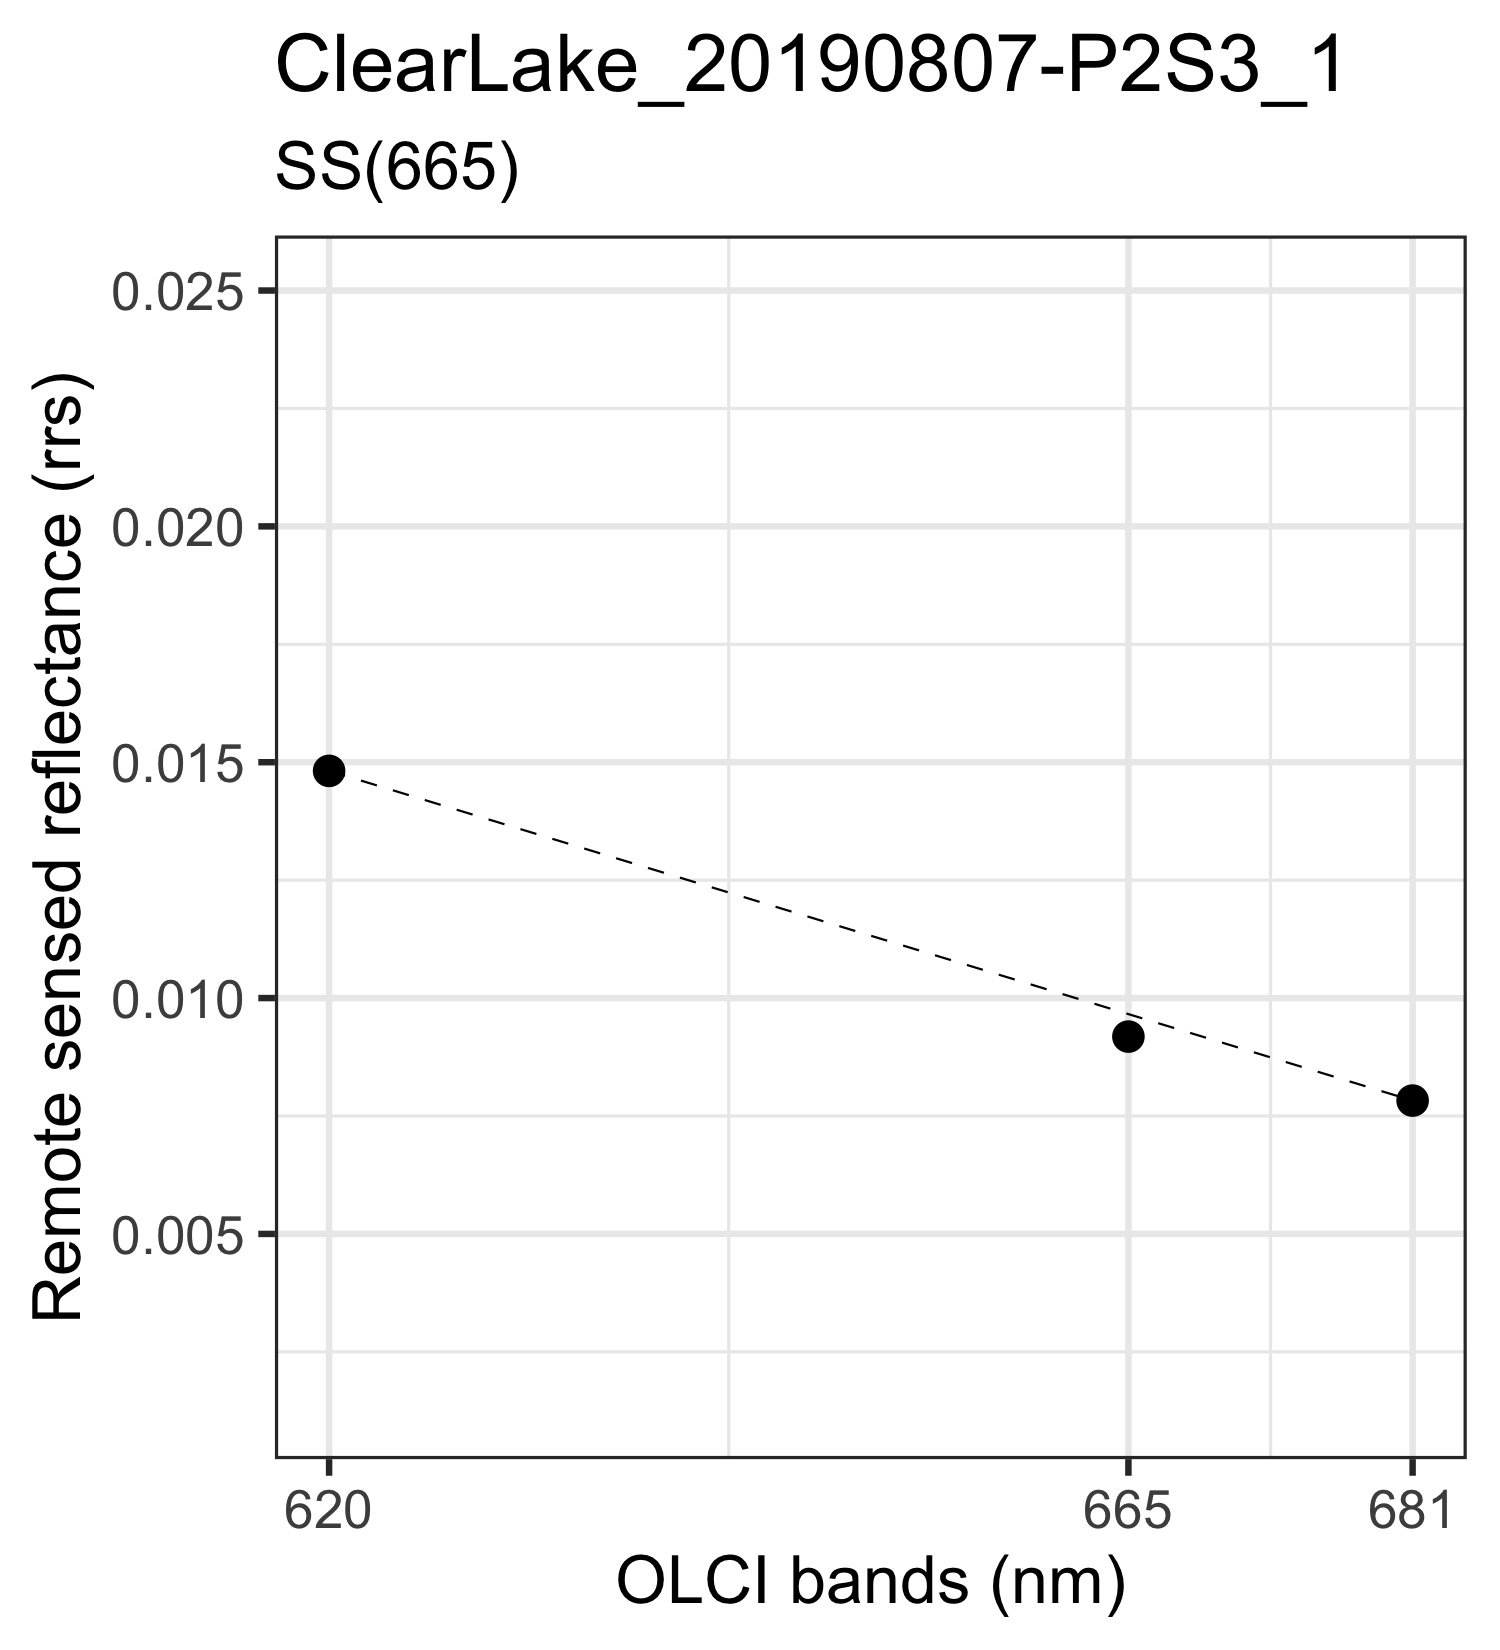 ClearLake_20190807-P2S3_1
SS(665)
Remote sensed reflectance (rrs)
0.025
0.020
0.015
0.010
0.005
620 665 681
OLCI bands (nm)